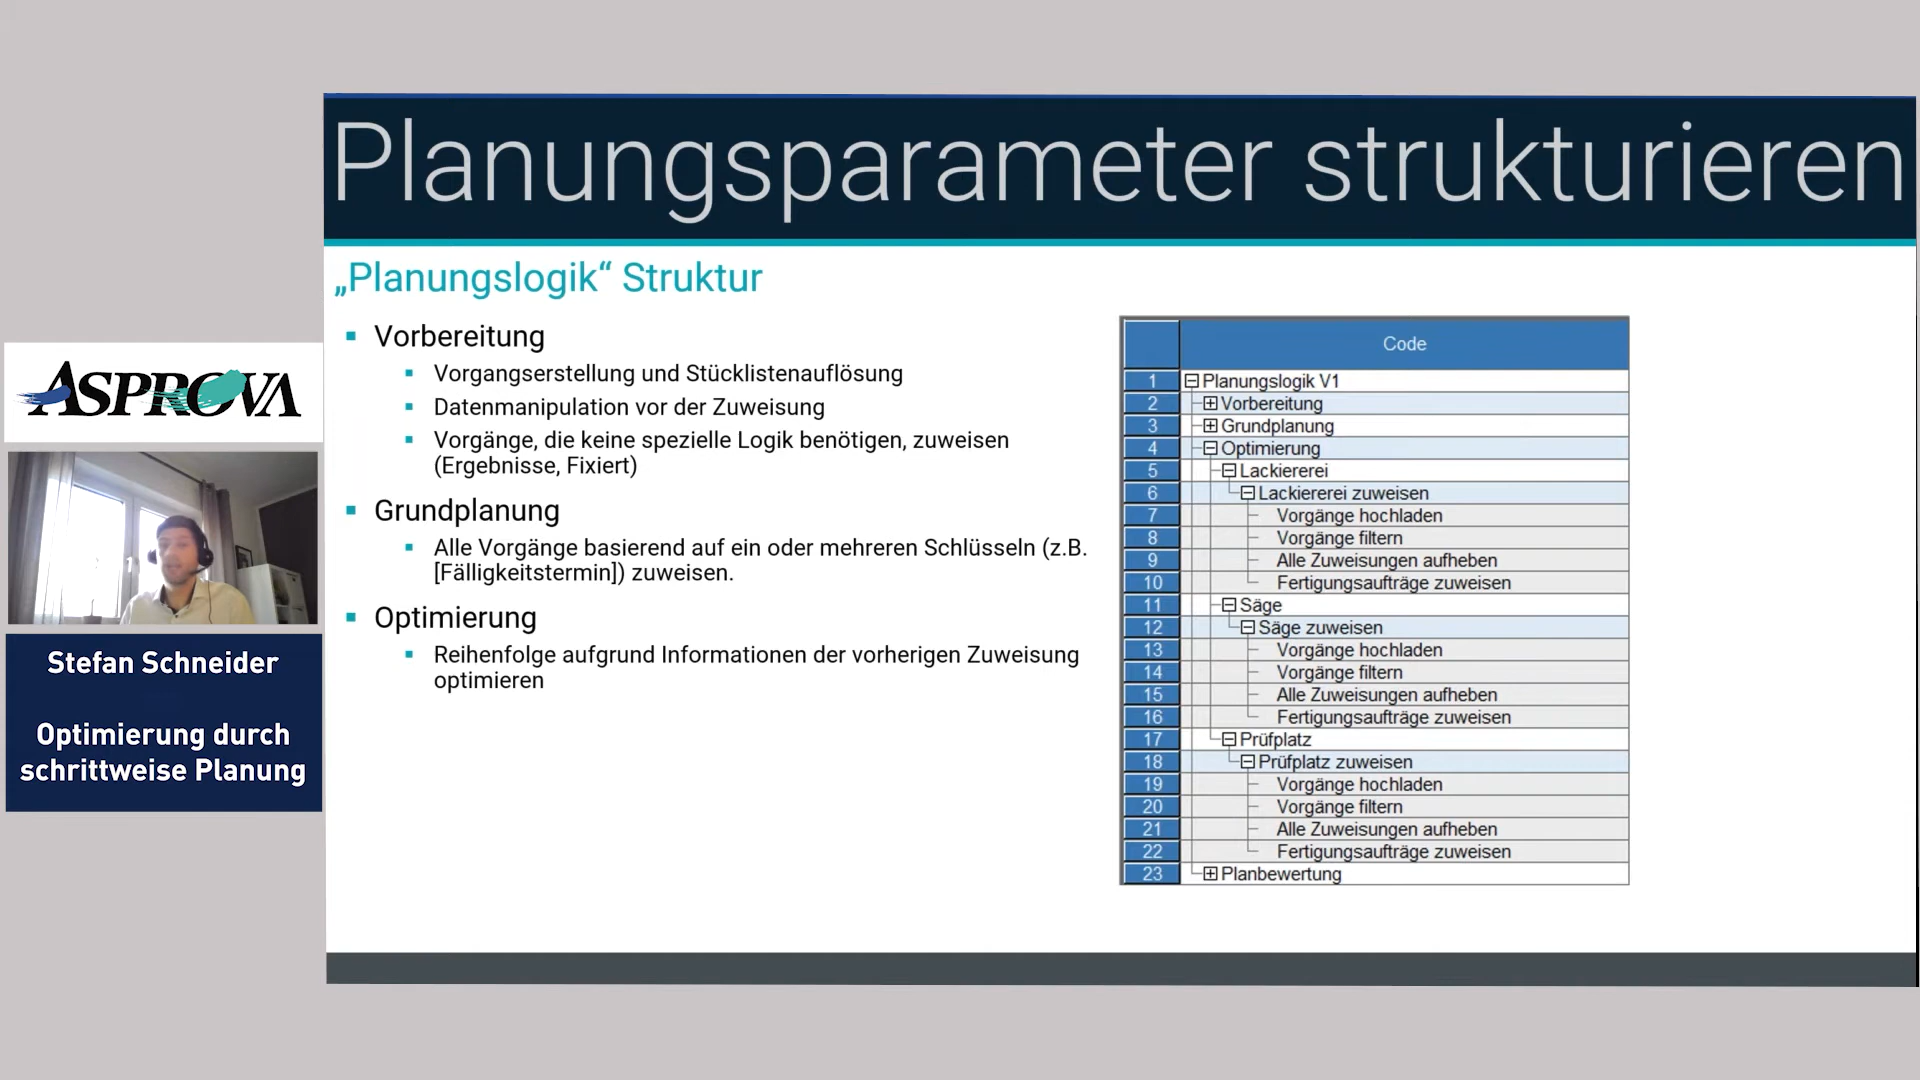 Planungsparameter strukturieren
„Planungslogik“ Struktur
Vorbereitung
Vorgangserstellung und Stücklistenauflösung
Datenmanipulation vor der Zuweisung
Vorgänge, die keine spezielle Logik benötigen, zuweisen
(Ergebnisse, Fixiert)
Grundplanung
Alle Vorgänge basierend auf ein oder mehreren Schlüsseln (z.B.
[Fälligkeitstermin]) zuweisen.
Optimierung
Reihenfolge aufgrund Informationen der vorherigen Zuweisung
optimieren
Code
1 Planungslogik V1
2 Vorbereitung
3 Grundplanung
4 Optimierung
5 Lackiererei
6 Lackiererei zuweisen
7 Vorgänge hochladen
8 Vorgänge filtern
9 Alle Zuweisungen aufheben
10 Fertigungsaufträge zuweisen
11 Säge
12 Säge zuweisen
13 Vorgänge hochladen
14 Vorgänge filtern
15 Alle Zuweisungen aufheben
16 Fertigungsaufträge zuweisen
17 Prüfplatz
18 Prüfplatz zuweisen
19 Vorgänge hochladen
20 Vorgänge filtern
21 Alle Zuweisungen aufheben
22 Fertigungsaufträge zuweisen
23 Planbewertung
ASPROVA
Stefan Schneider
Optimierung durch
schrittweise Planung